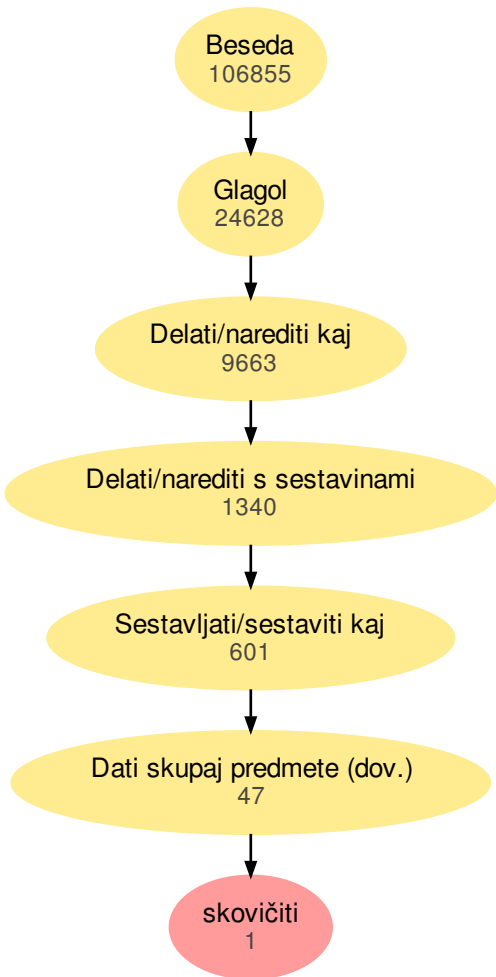 Beseda
106855
Glagol
24628
Delati/narediti kaj
9663
Delati/narediti s sestavinami
1340
Sestavljati/sestaviti kaj
601
Dati skupaj predmete (dov.)
47
skovičiti
1